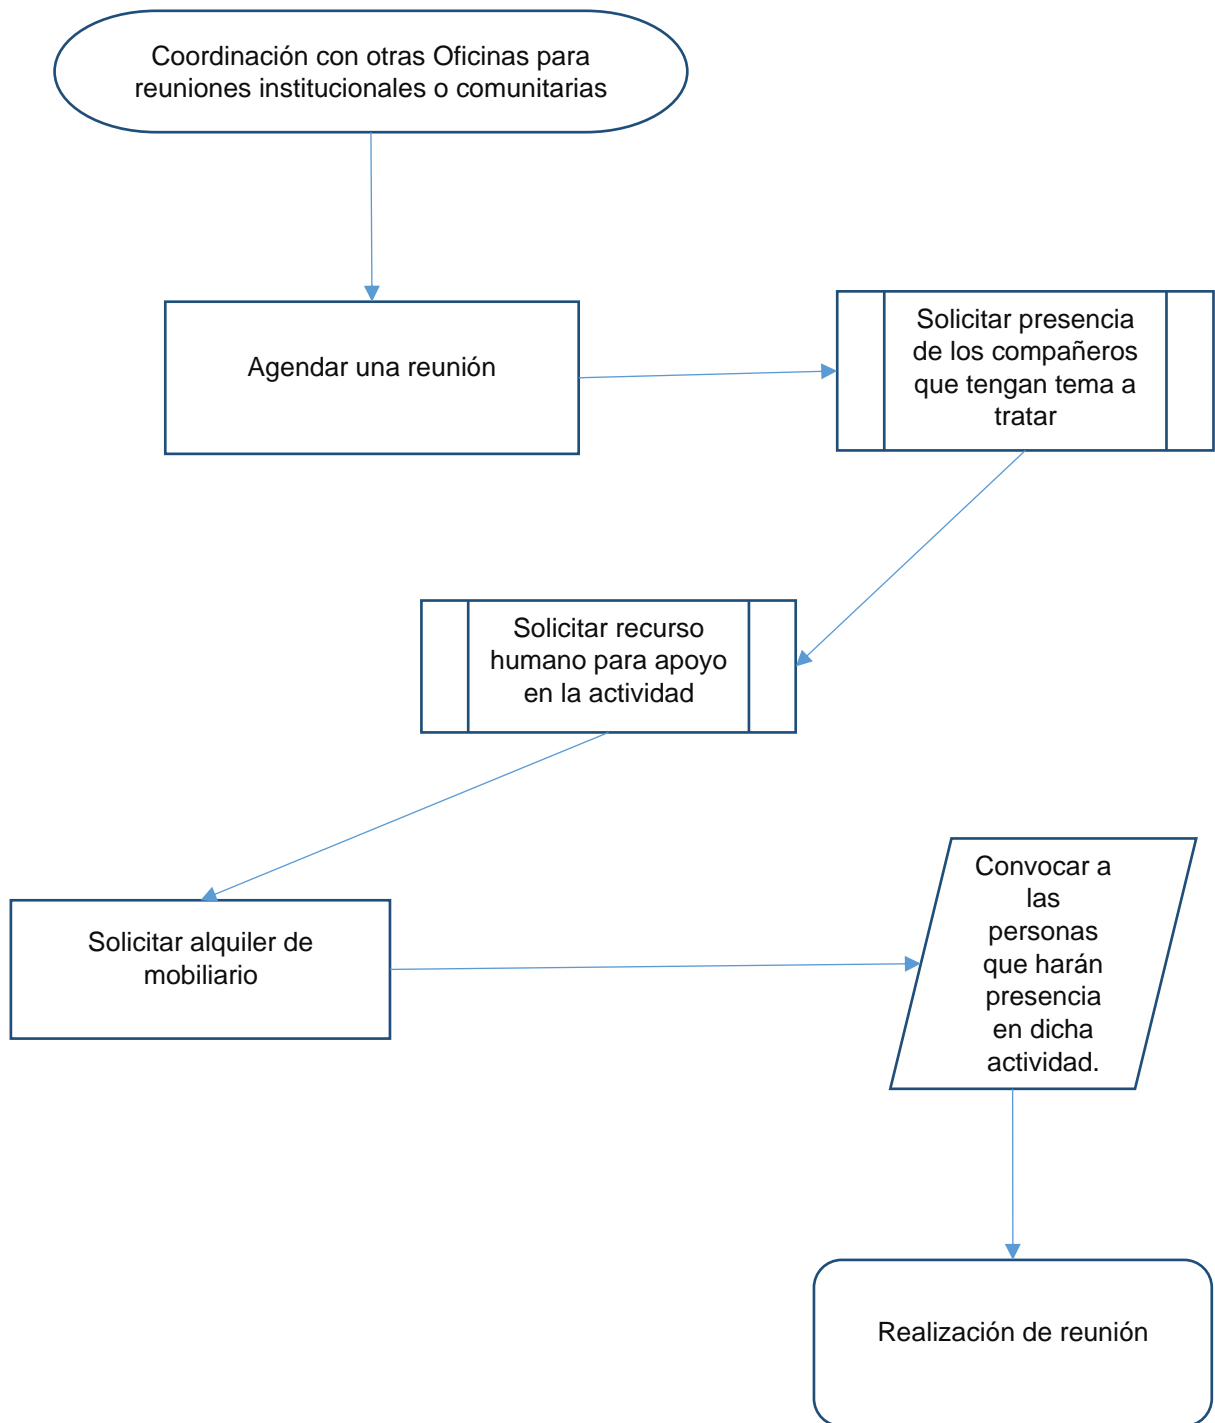 Coordinación con otras Oficinas para
reuniones institucionales o comunitarias
Agendar una reunión
Solicitar presencia
de los compañeros
que tengan tema a
tratar
Solicitar recurso
humano para apoyo
en la actividad
Solicitar alquiler de
mobiliario
Convocar a
las
personas
que harán
presencia
en dicha
actividad.
Realización de reunión